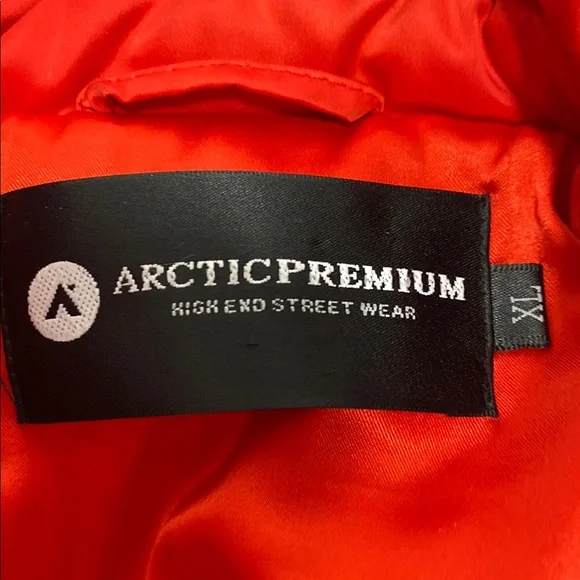 ARCTICPREMIUM
HIGH END STREET WEAR
XL